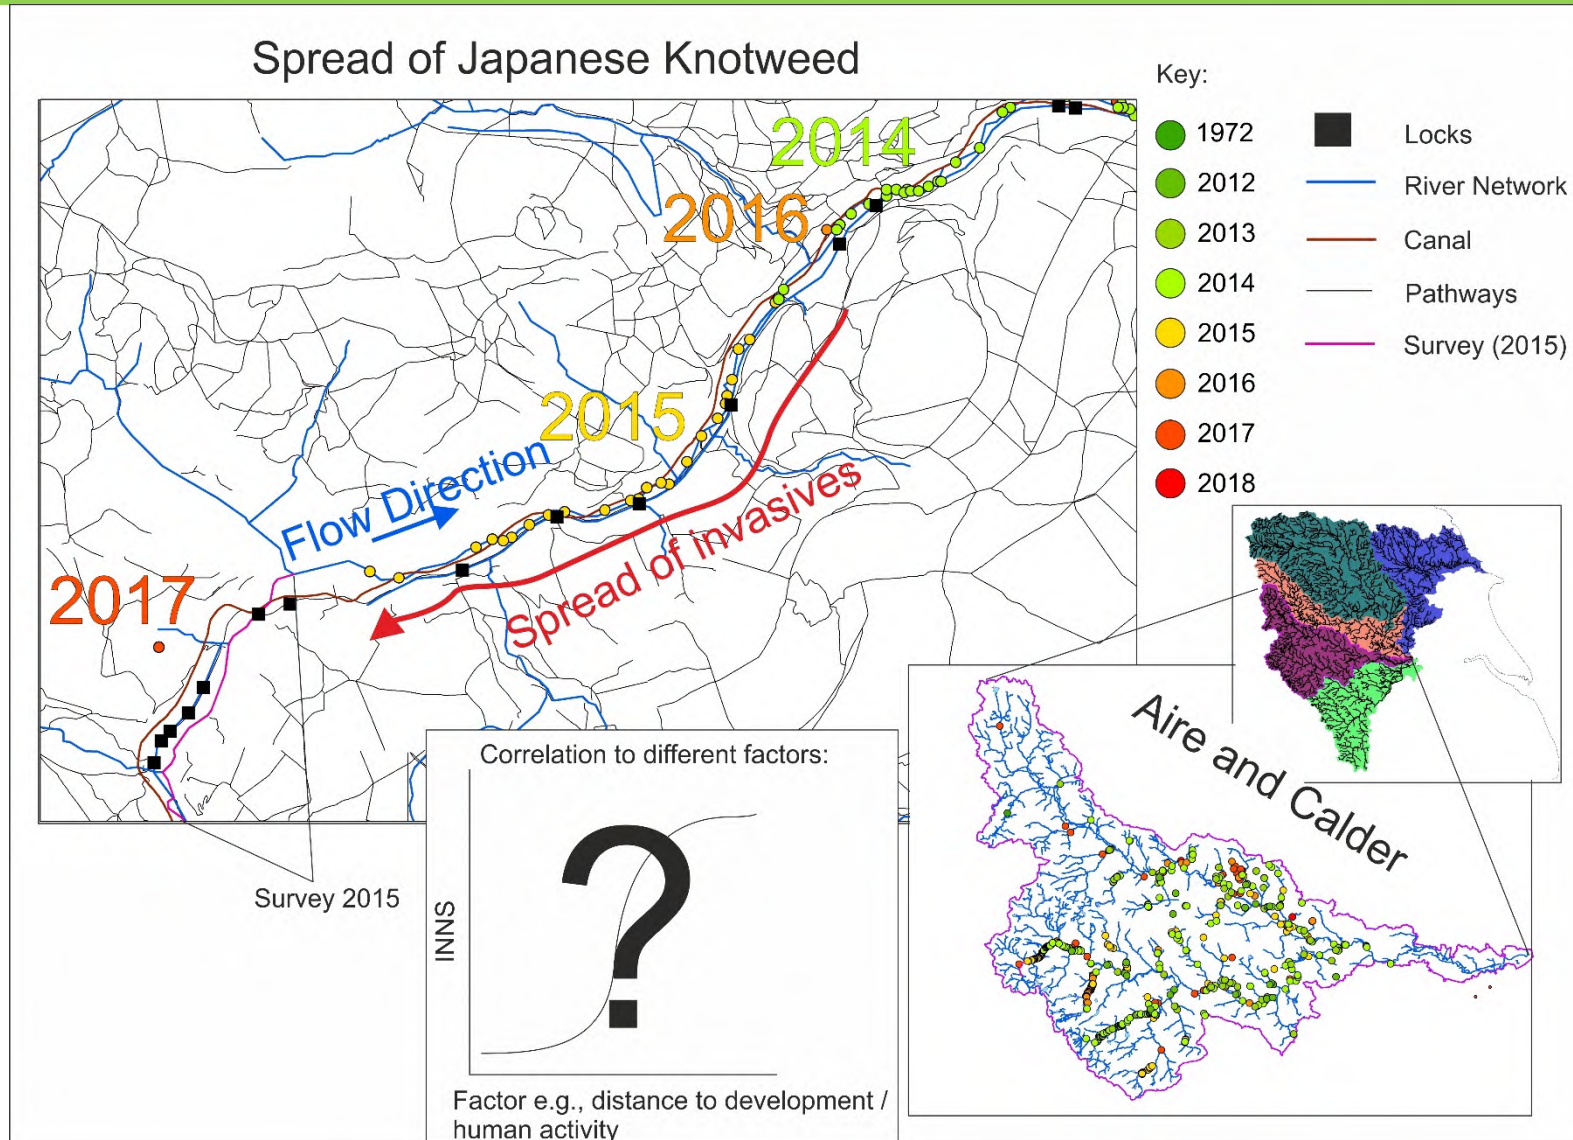 Spread of Japanese Knotweed
2014
2016
2015
Flow Direction
Spread of invasives
2017
Survey 2015
Key:
1972
2012
2013
2014
2015
2016
2017
2018
Locks
River Network
Canal
Pathways
Survey (2015)
Aire and Calder
Correlation to different factors:
?
INNS
Factor e.g., distance to development /
human activity